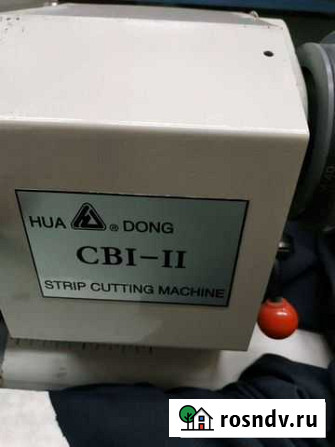 HUA ® DONG
CBI-II
STRIP CUTTING MACHINE
rosndv.ru